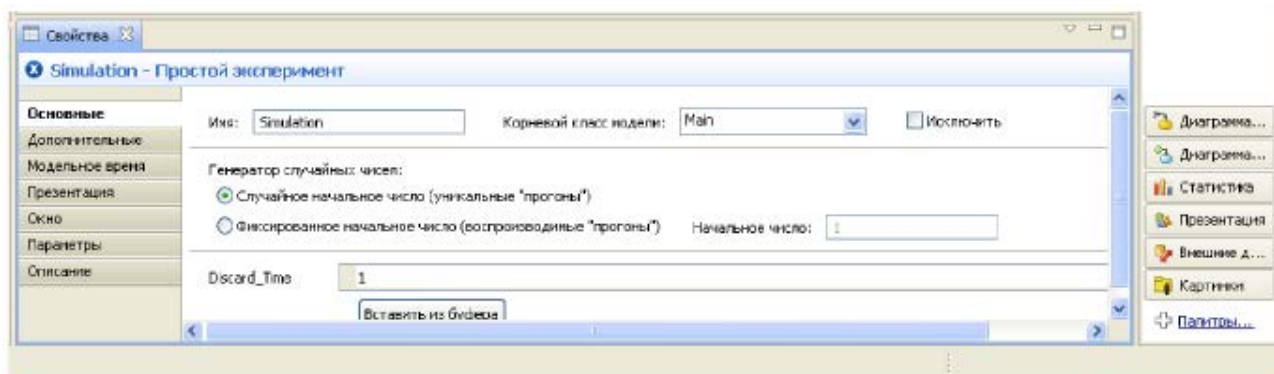 Свойства
Simulation - Простой эксперимент
Основные
Дополнительные
Модельное время
Презентация
Окно
Параметры
Описание
Имя: Simulation Корневой класс модели: Main Исключить
Генератор случайных чисел:
Случайное начальное число (уникальные "прогоны")
Фиксированное начальное число (воспроизводимые "прогоны") Начальное число: 1
Discard_Time 1
Вставить из буфера
Диаграмма...
Диаграмма...
Статистика
Презентация
Внешние д...
Картинки
Палитры...